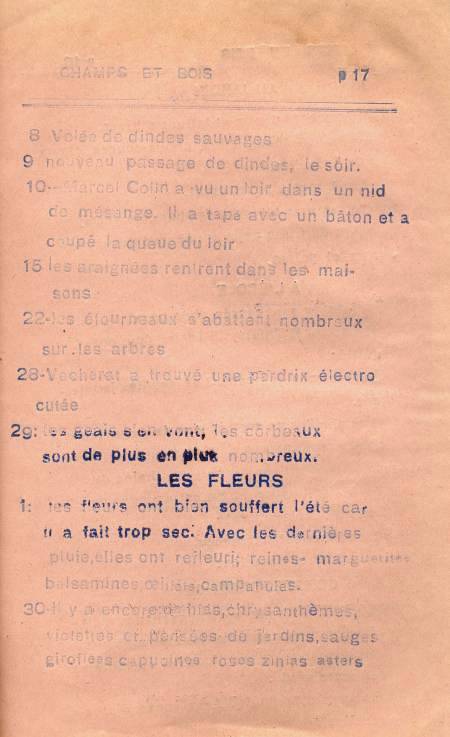 CHAMPS ET BOIS p 17
8 Volée de dindes sauvages
9 nouveau passage de dindes, le soir.
10-- Marcel Colin a vu un loir dans un nid
de mésange. Il a tapé avec un bâton et a
coupé la queue du loir
15 les araignées rentrent dans les mai-
sons
22-les étourneaux s'abattent nombreux
sur les arbres
28-Vacherat a trouvé une perdrix électro
cutée
29: les geais s'en vont, les corbeaux
sont de plus en plus nombreux.
LES FLEURS
1: les fleurs ont bien souffert l'été car
il a fait trop sec. Avec les dernières
pluie, elles ont refleuri; reines- marguerites
balsamines, œillets, campanules.
30-Il y a encore chrysanthèmes,
violettes et pensées de jardins, sauges
giroflées capucines roses zinias asters